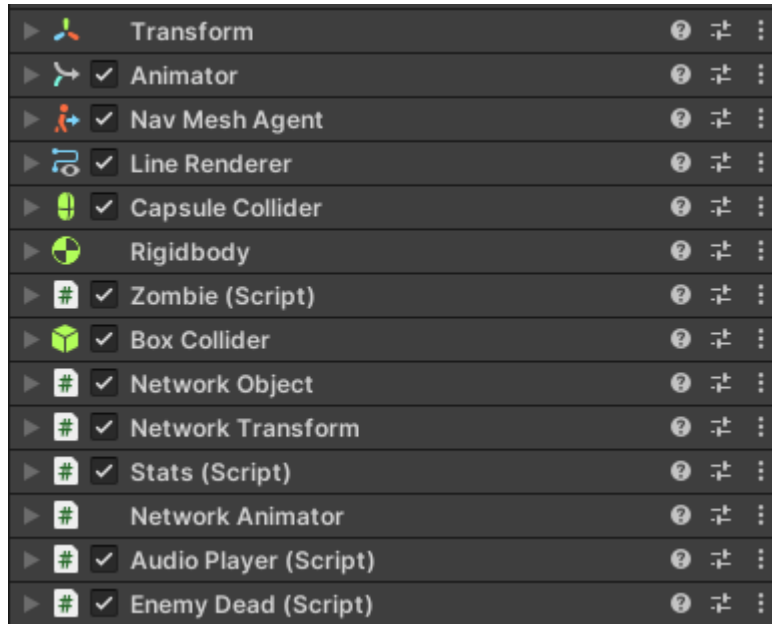 Transform
Animator
Nav Mesh Agent
Line Renderer
Capsule Collider
Rigidbody
# Zombie (Script)
Box Collider
# Network Object
# Network Transform
# Stats (Script)
# Network Animator
# Audio Player (Script)
# Enemy Dead (Script)